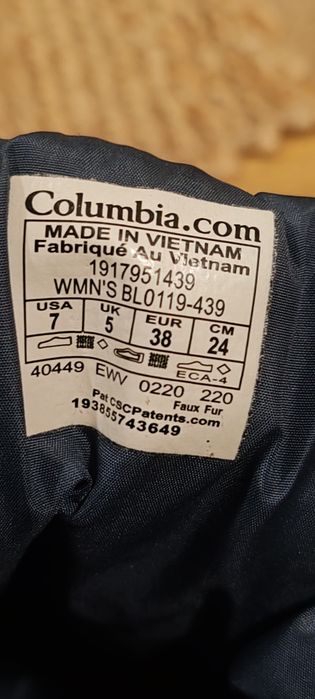 Columbia.com
MADE IN VIETNAM
Fabriqué Au Vietnam
1917951439
WMN'S BL0119-439
USA UK EUR CM
7 5 38 24
ECA-4
40449 EWV 0220 220
Faux Fur
Pat CSCPatents.com
193855743649